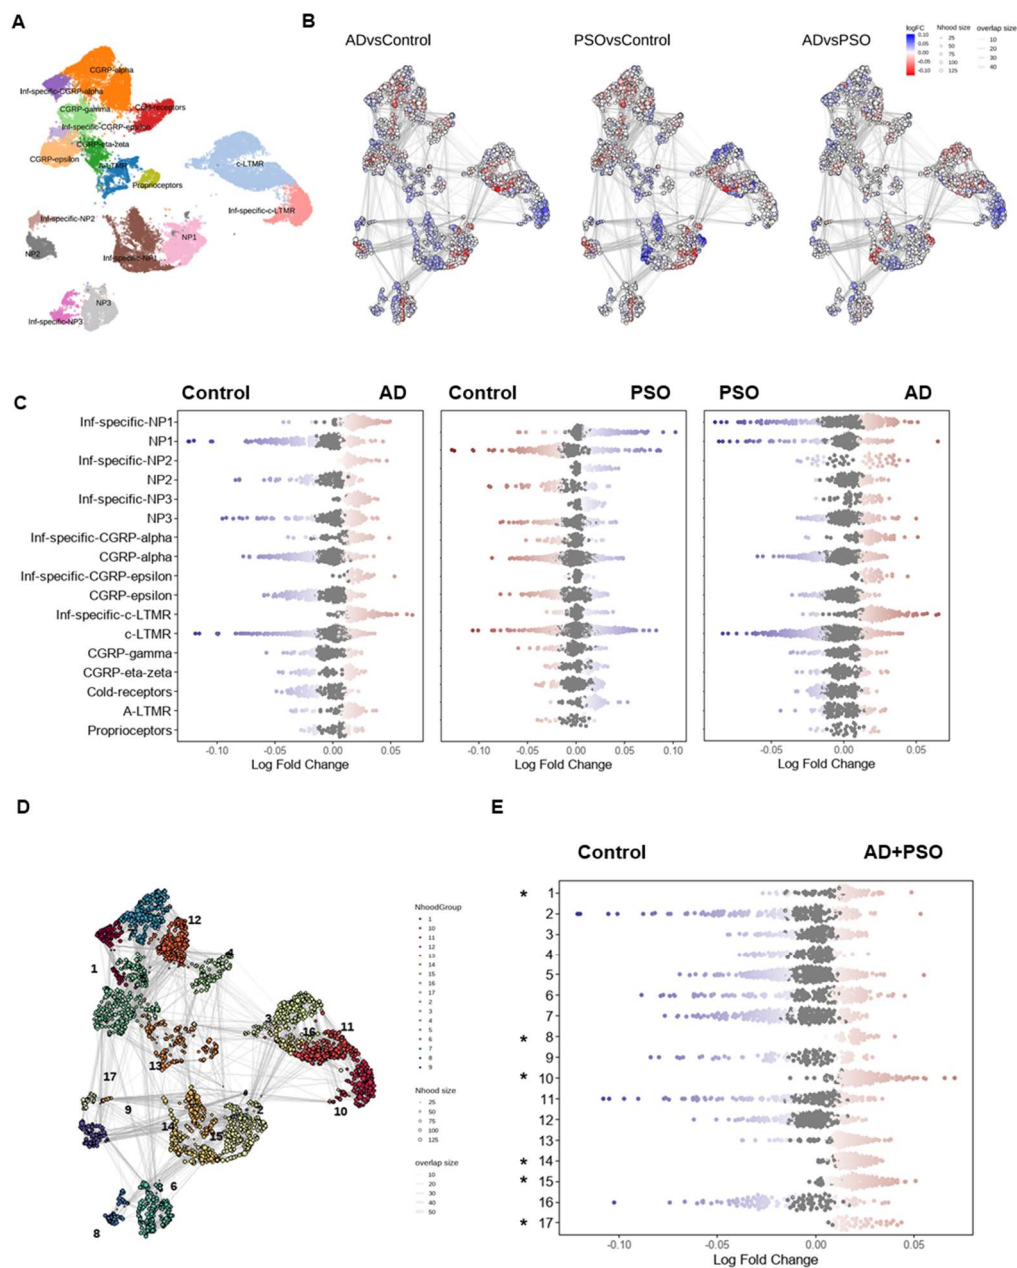 A
CGRP-alpha
Inf-specific-CGRP-alpha
CGRP-gamma
Cold-receptors
Inf-specific-CGRP-epsilon
CGRP-eta-zeta
CGRP-epsilon
A-LTMR
Proprioceptors
c-LTMR
Inf-specific-c-LTMR
Inf-specific-NP2
NP2
NP1
Inf-specific-NP1
NP3
Inf-specific-NP3
B
ADvsControl
PSOvsControl
ADvsPSO
logFC
0.10
0.05
0.00
-0.05
-0.10
Nhood size
25
50
75
100
125
overlap size
10
20
30
40
C
Control AD
Control PSO
PSO AD
Inf-specific-NP1
NP1
Inf-specific-NP2
NP2
Inf-specific-NP3
NP3
Inf-specific-CGRP-alpha
CGRP-alpha
Inf-specific-CGRP-epsilon
CGRP-epsilon
Inf-specific-c-LTMR
c-LTMR
CGRP-gamma
CGRP-eta-zeta
Cold-receptors
A-LTMR
Proprioceptors
-0.10 -0.05 0.00 0.05
Log Fold Change
-0.10 -0.05 0.00 0.05 0.10
Log Fold Change
-0.05 0.00 0.05
Log Fold Change
D
12
4
1
3
11
16
13
17
10
9
2
14
15
6
8
NhoodGroup
1
10
11
12
13
14
15
16
17
2
3
4
5
6
7
8
9
Nhood size
25
50
75
100
125
overlap size
10
20
30
40
50
E
Control AD+PSO
* 1
2
3
4
5
6
7
* 8
9
* 10
11
12
13
* 14
* 15
16
* 17
-0.10 -0.05 0.00 0.05
Log Fold Change